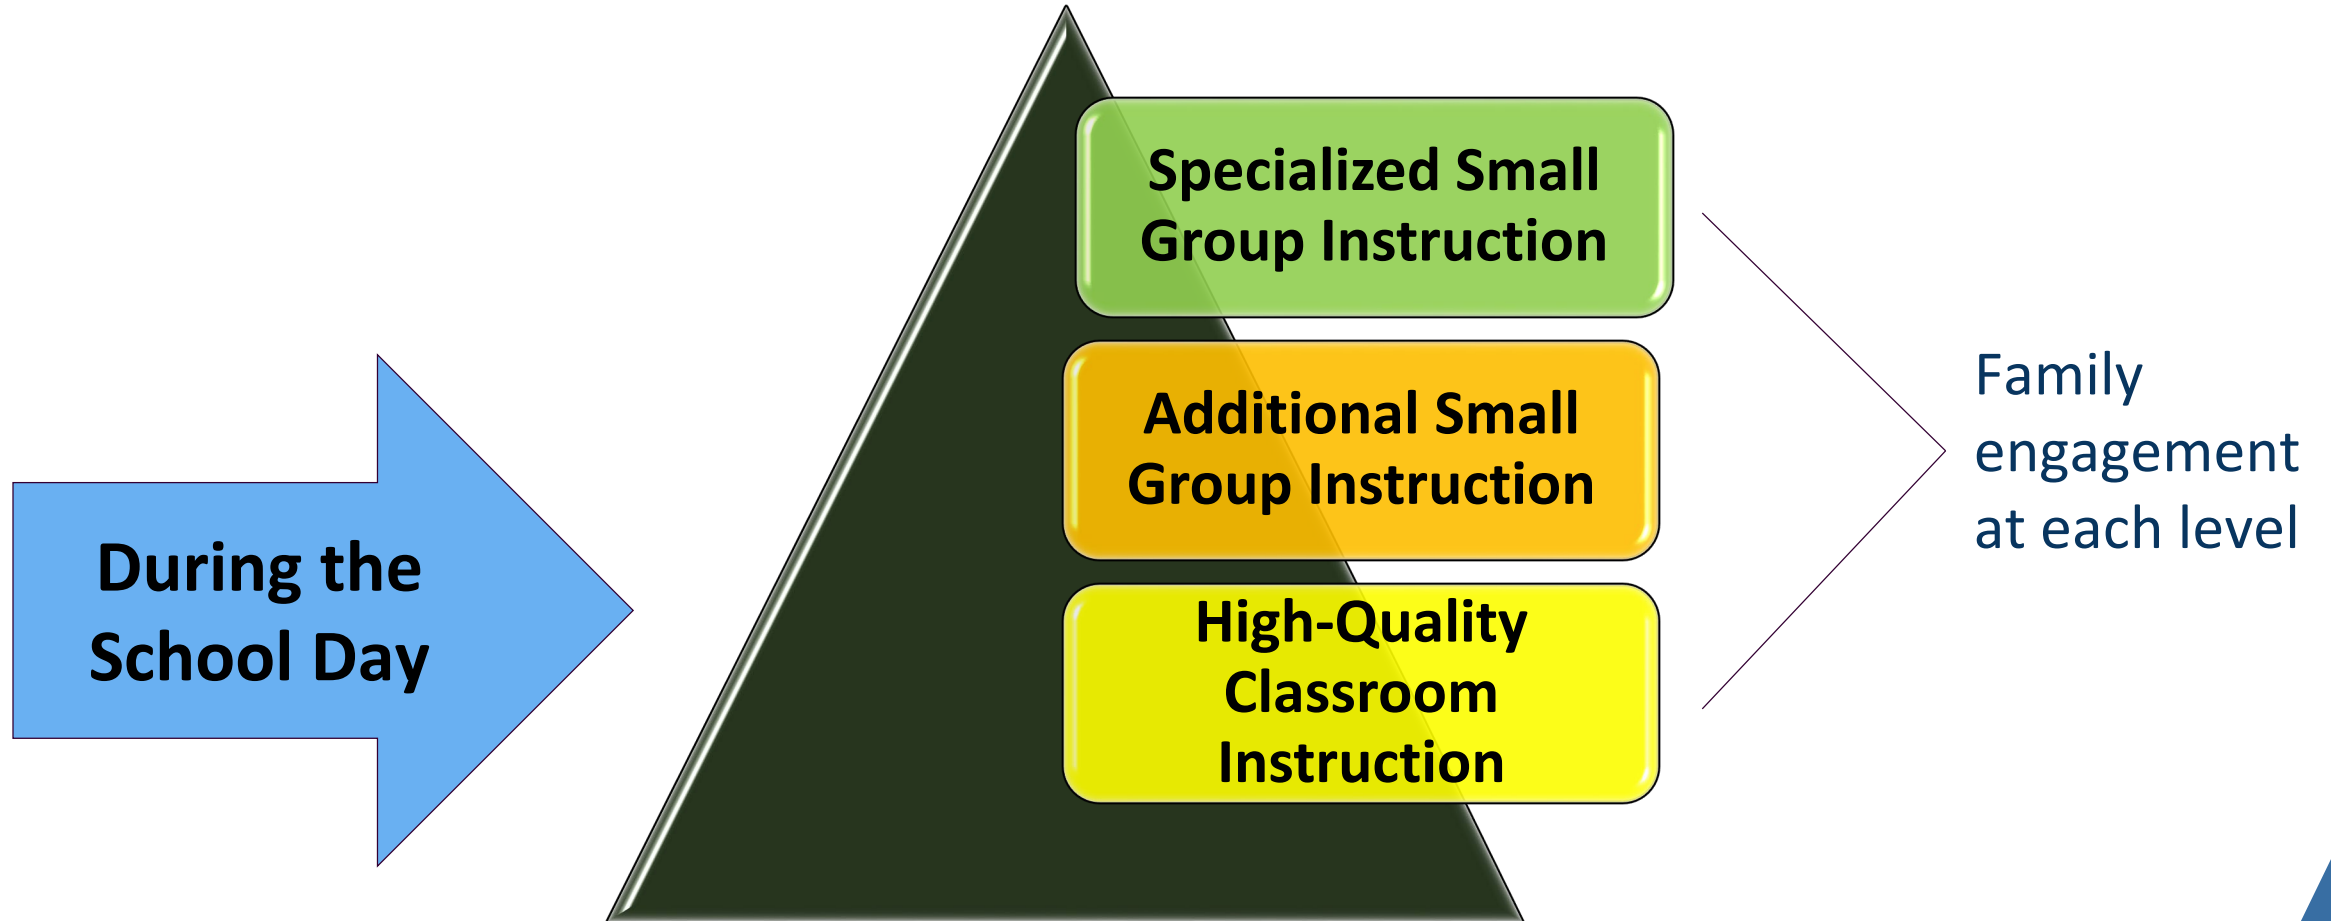 During the
School Day
Specialized Small
Group Instruction
Additional Small
Group Instruction
High-Quality
Classroom
Instruction
Family
engagement
at each level